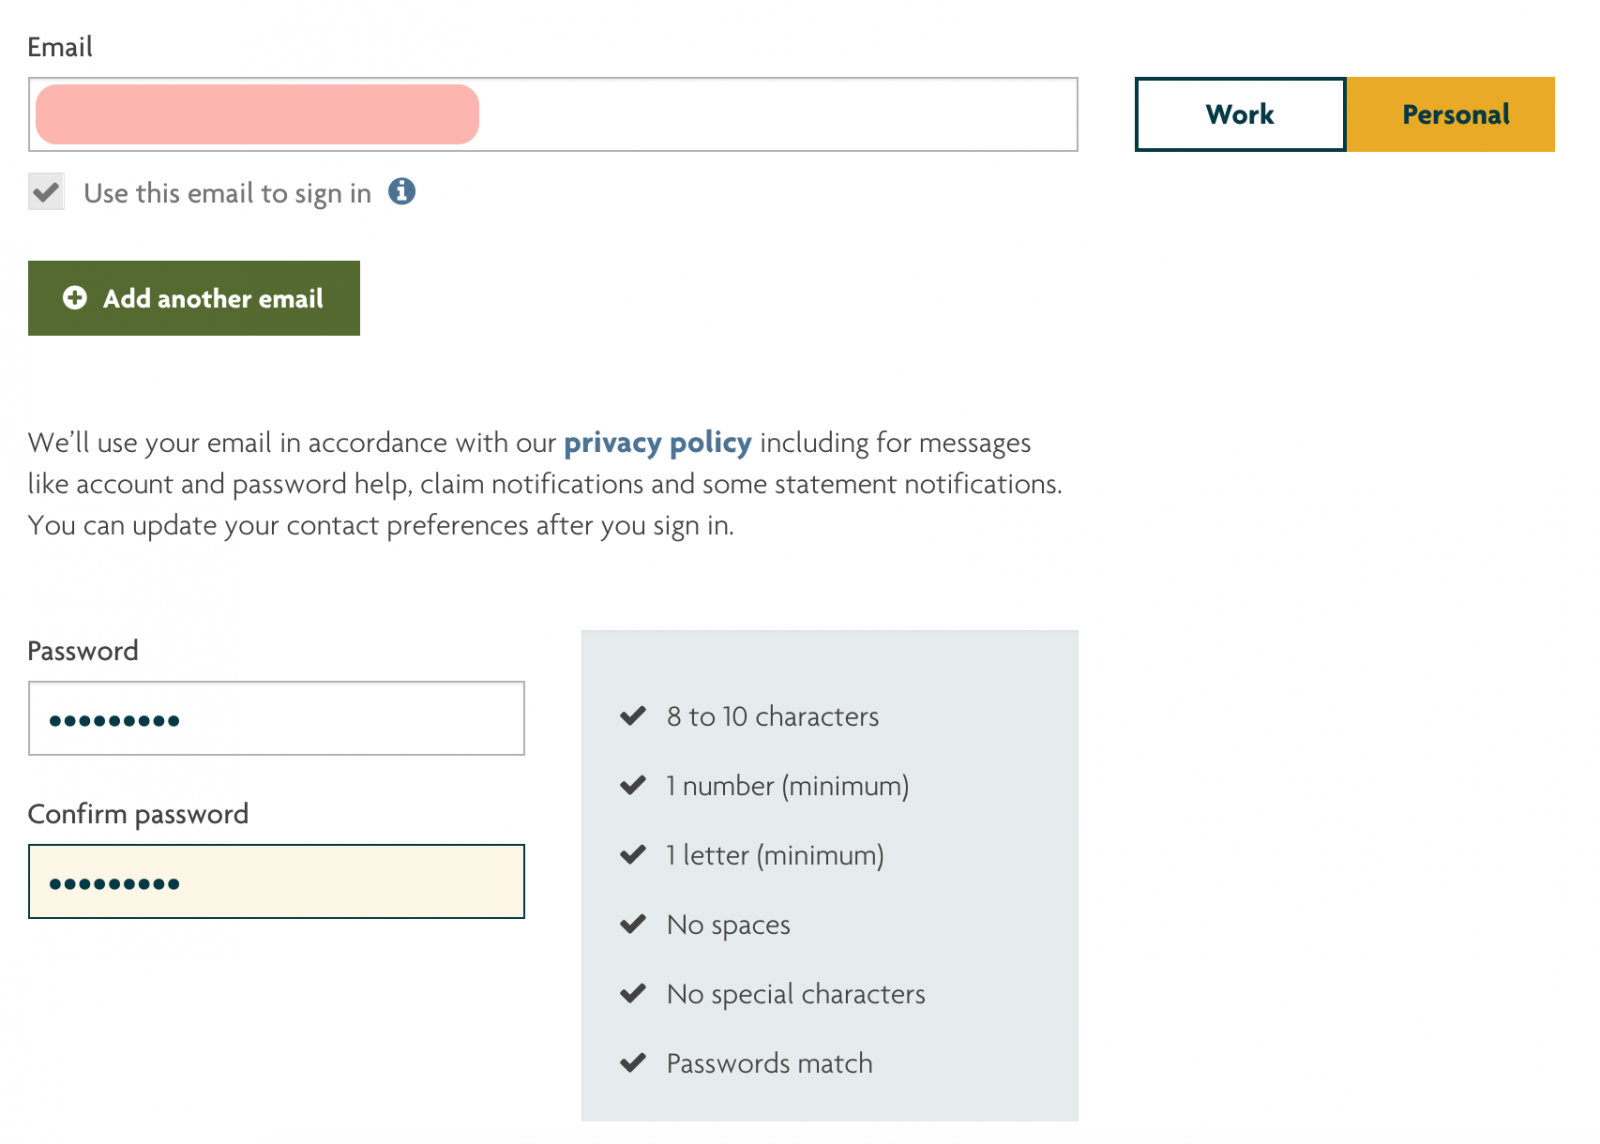 Email
Work
Personal
Use this email to sign in
Add another email
We’ll use your email in accordance with our privacy policy including for messages
like account and password help, claim notifications and some statement notifications.
You can update your contact preferences after you sign in.
Password
•••••••••
Confirm password
•••••••••
8 to 10 characters
1 number (minimum)
1 letter (minimum)
No spaces
No special characters
Passwords match